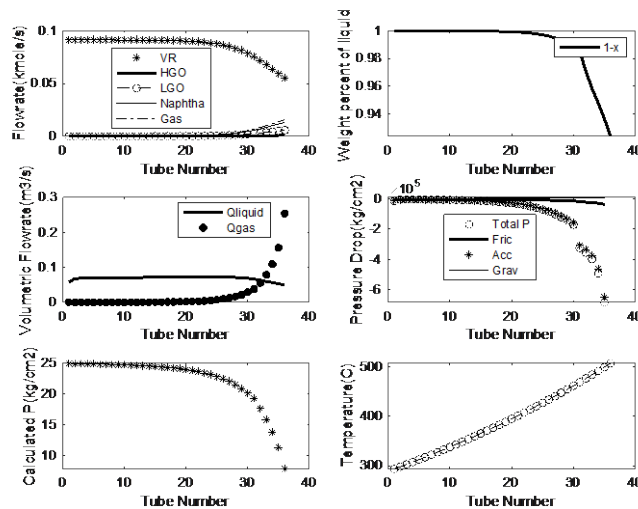 Flowrate(kmole/s)
0.1
0.05
0
0 10 20 30 40
Tube Number
VR
HGO
LGO
Naphtha
Gas
Weight percent of liquid
1
0.98
0.96
0.94
0 10 20 30 40
Tube Number
1-x
Volumetric Flowrate(m3/s)
0.3
0.2
0.1
0
0 10 20 30 40
Tube Number
Qliquid
Qgas
Pressure Drop(kg/cm2)
×10^5
0
-2
-4
-6
0 10 20 30 40
Tube Number
Total P
Fric
Acc
Grav
Calculated P(kg/cm2)
25
20
15
10
0 10 20 30 40
Tube Number
Temperature(C)
500
400
300
0 10 20 30 40
Tube Number